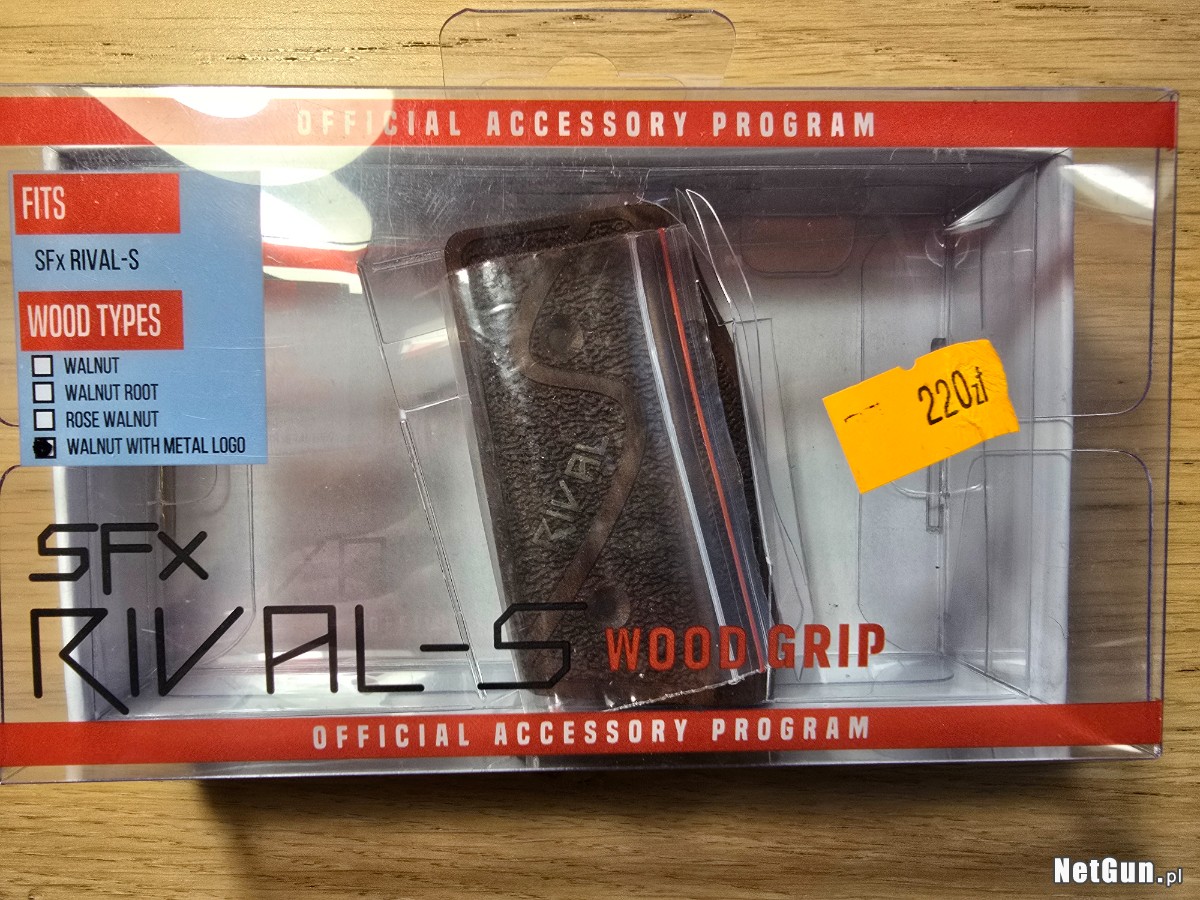 OFFICIAL ACCESSORY PROGRAM
FITS
SFx RIVAL-S
WOOD TYPES
WALNUT
WALNUT ROOT
ROSE WALNUT
WALNUT WITH METAL LOGO
RIVAL
220zł
SFx
RIVAL-S
WOOD GRIP
OFFICIAL ACCESSORY PROGRAM
NetGun.pl